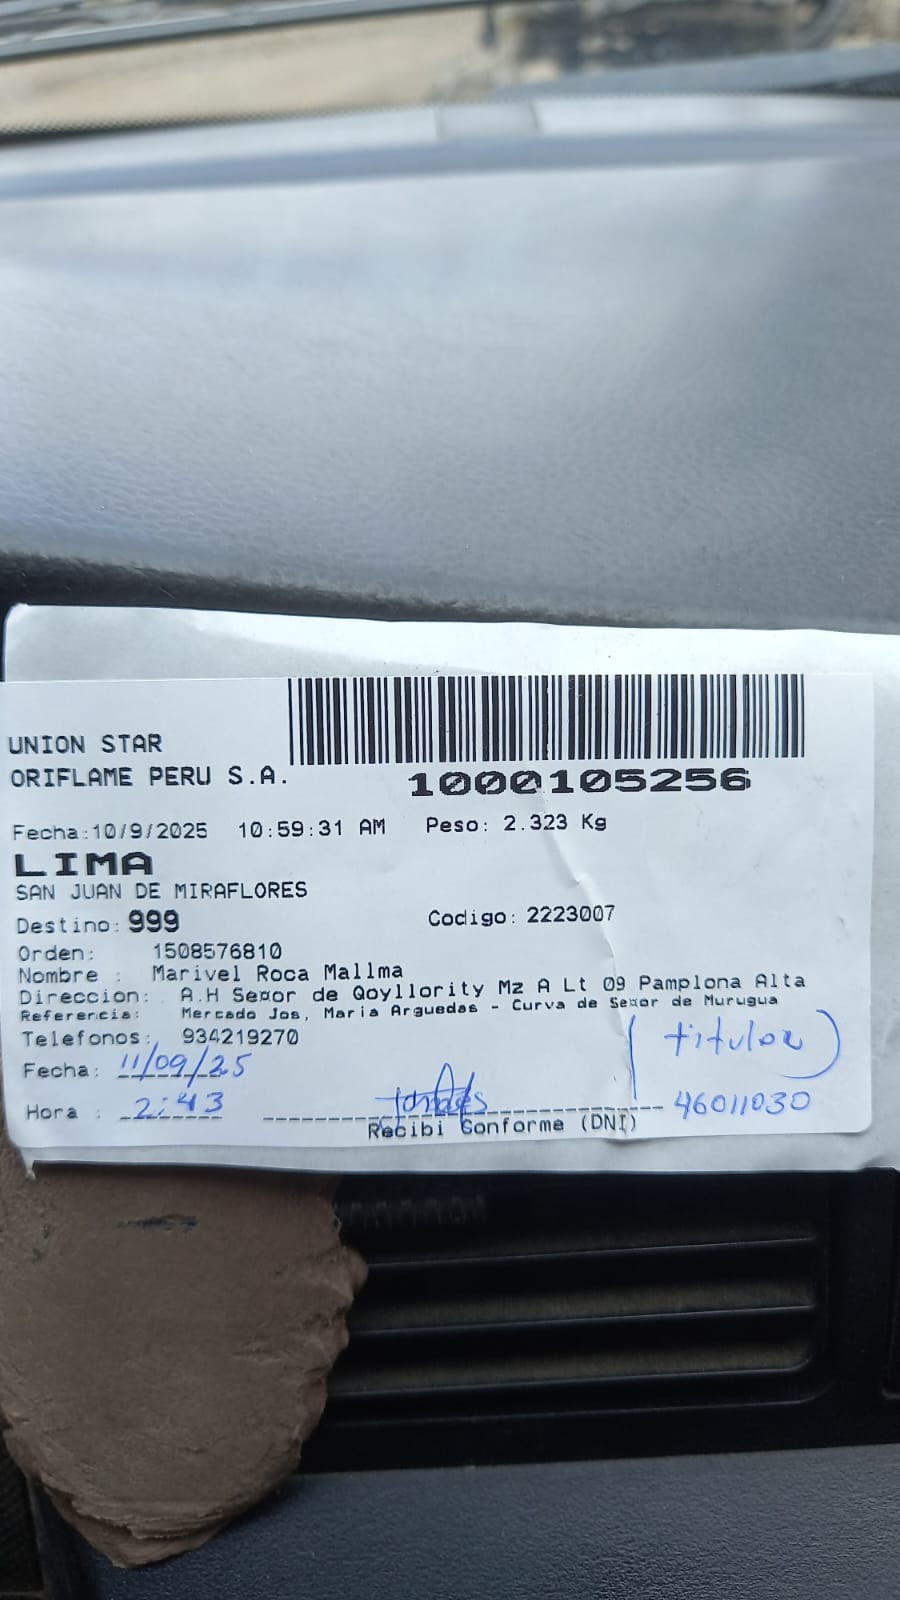 UNION STAR
ORIFLAME PERU S.A.
1000105256
Fecha:10/9/2025 10:59:31 AM Peso: 2.323 Kg
LIMA
SAN JUAN DE MIRAFLORES
Destino: 999 Codigo: 2223007
Orden: 1508576810
Nombre : Marivel Roca Mallma
Direccion: A.H Se¤or de Qoyllority Mz A Lt 09 Pamplona Alta
Referencia: Mercado Jos, Maria Arguedas - Curva de Se¤or de Murugua
Telefonos: 934219270
(titular)
Fecha: 11/09/25
Hora : 2:43 46011030
Recibi Conforme (DNI)